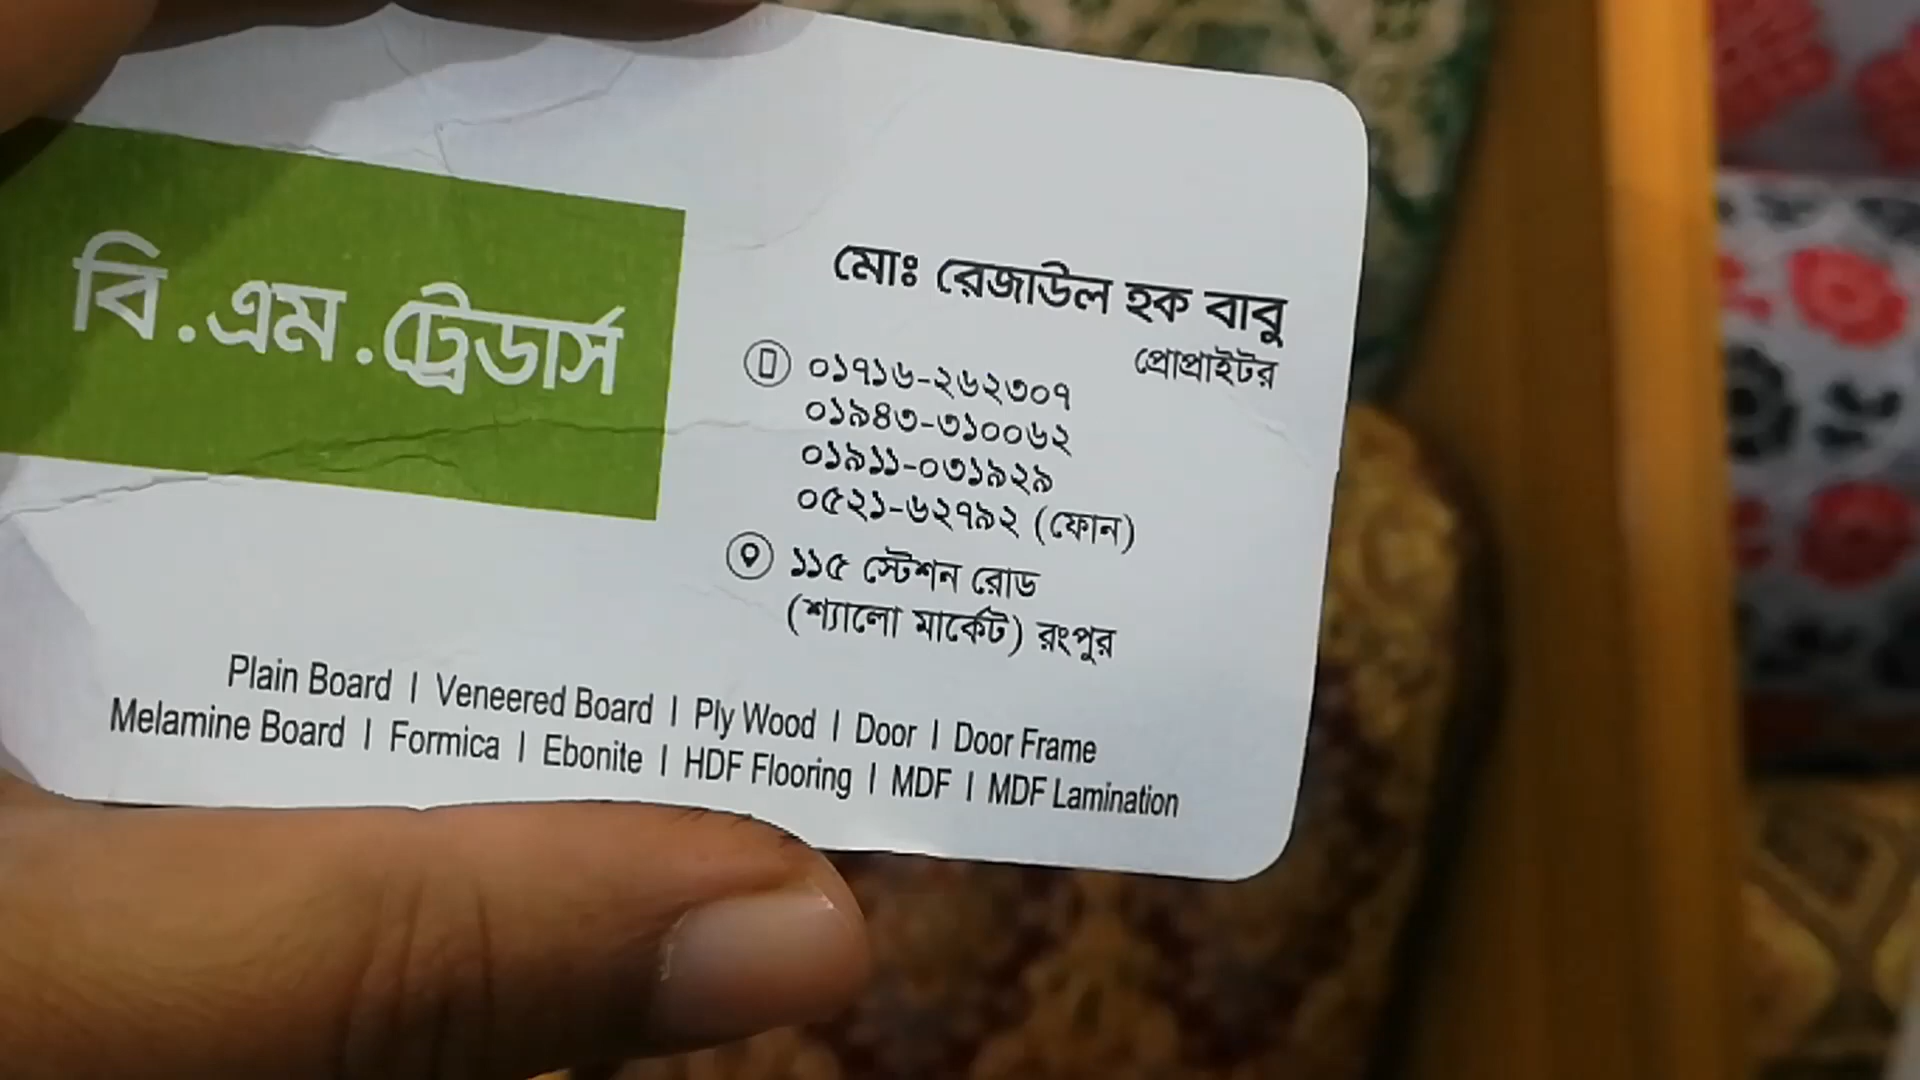 বি.এম.ট্রেডার্স
মোঃ রেজাউল হক বাবু
প্রোপ্রাইটর
০১৭১৬-২৬২৩০৭
০১৯৪৩-৩১০০৬২
০১৯১১-০৩১৯২৯
০৫২১-৬২৭৯২ (ফোন)
১১৫ স্টেশন রোড
(শ্যালো মার্কেট) রংপুর
Plain Board | Veneered Board | Ply Wood | Door | Door Frame
Melamine Board | Formica | Ebonite | HDF Flooring | MDF | MDF Lamination